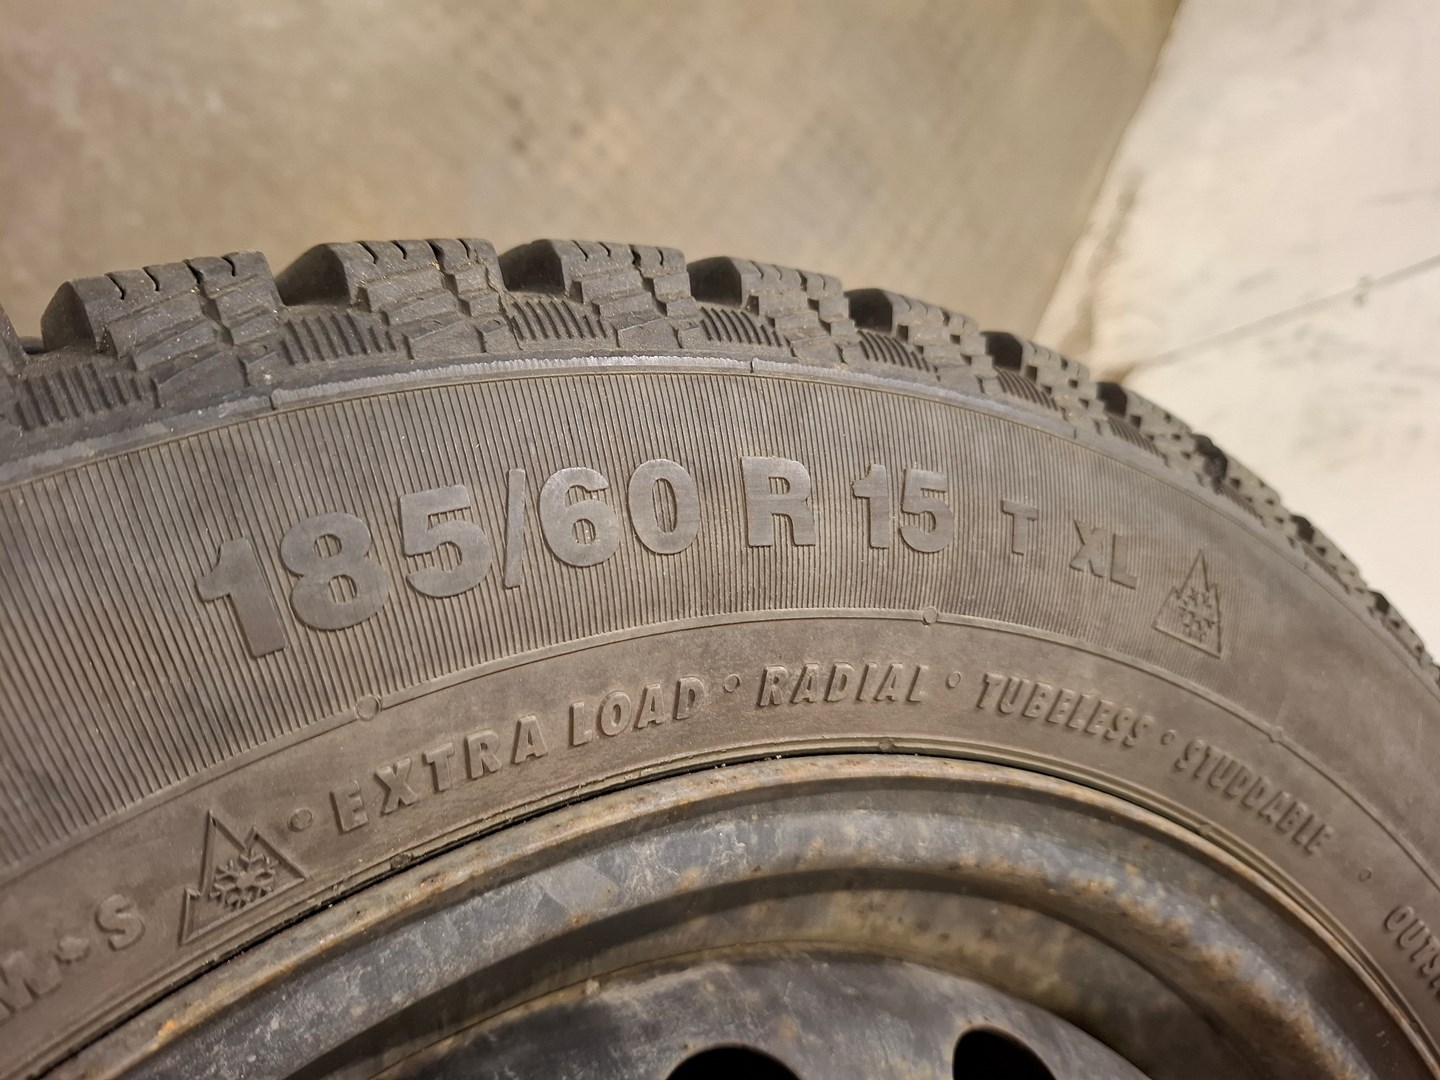 185/60 R 15 T XL
M+S • EXTRA LOAD • RADIAL • TUBELESS • STUDDABLE •